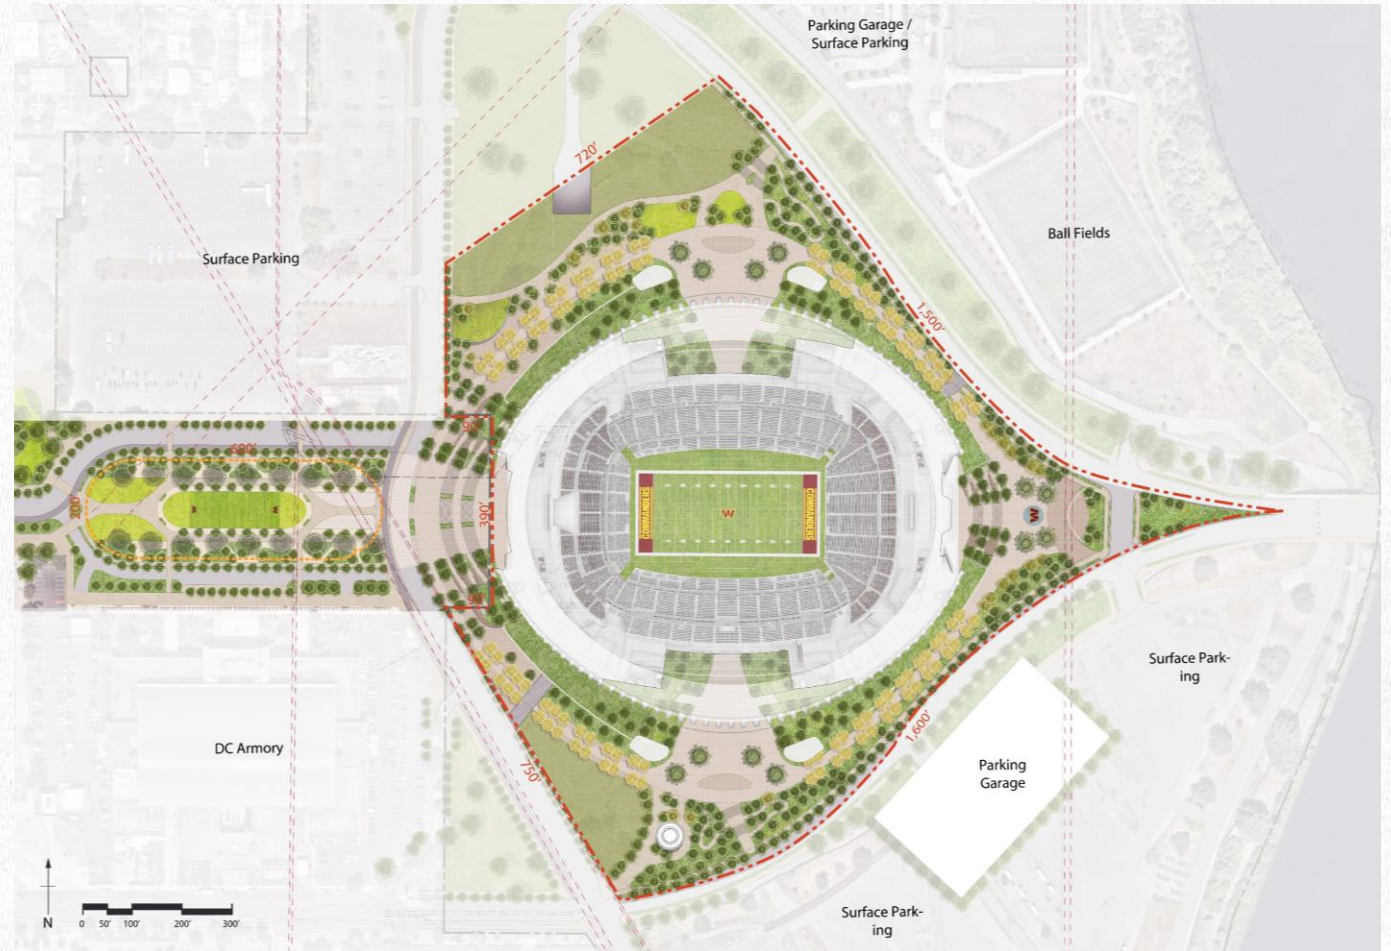 Parking Garage /
Surface Parking
720'
Ball Fields
Surface Parking
1,500'
90'
680'
200'
390'
COMMANDERS
W
COMMANDERS
W
W
W
Surface Park-
ing
1,600'
DC Armory
750'
Parking
Garage
N
0 50' 100' 200' 300'
Surface Park-
ing